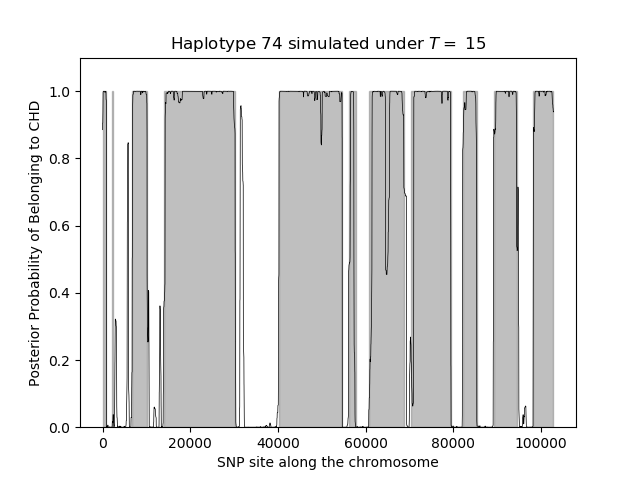 Haplotype 74 simulated under T = 15
Posterior Probability of Belonging to CHD
1.0
0.8
0.6
0.4
0.2
0.0
0 20000 40000 60000 80000 100000
SNP site along the chromosome